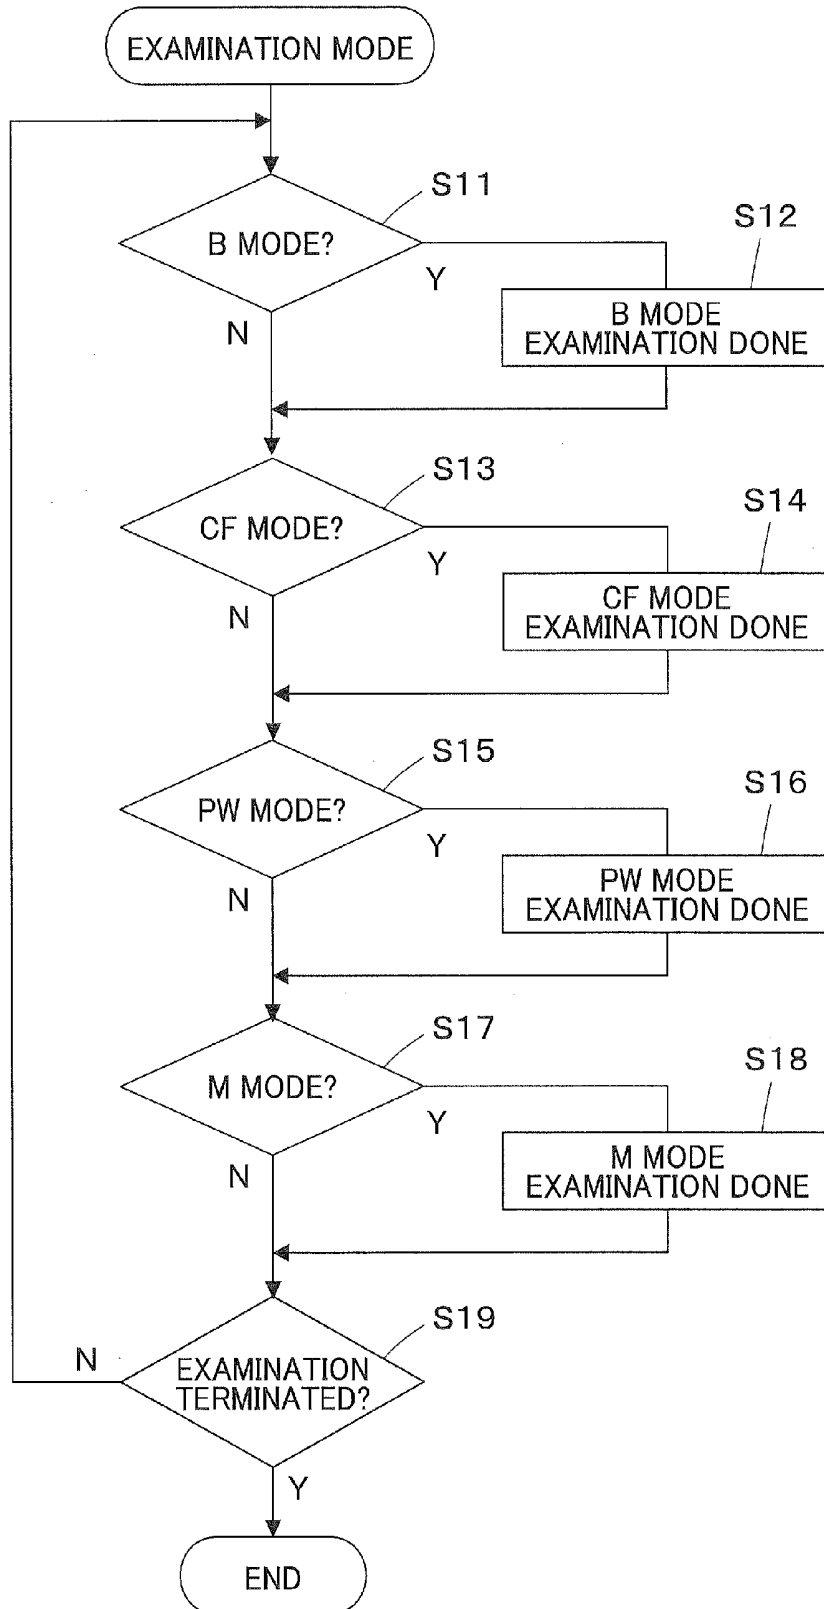 EXAMINATION MODE
S11
B MODE?
Y
N
S12
B MODE
EXAMINATION DONE
S13
CF MODE?
Y
N
S14
CF MODE
EXAMINATION DONE
S15
PW MODE?
Y
N
S16
PW MODE
EXAMINATION DONE
S17
M MODE?
Y
N
S18
M MODE
EXAMINATION DONE
S19
N
EXAMINATION
TERMINATED?
Y
END